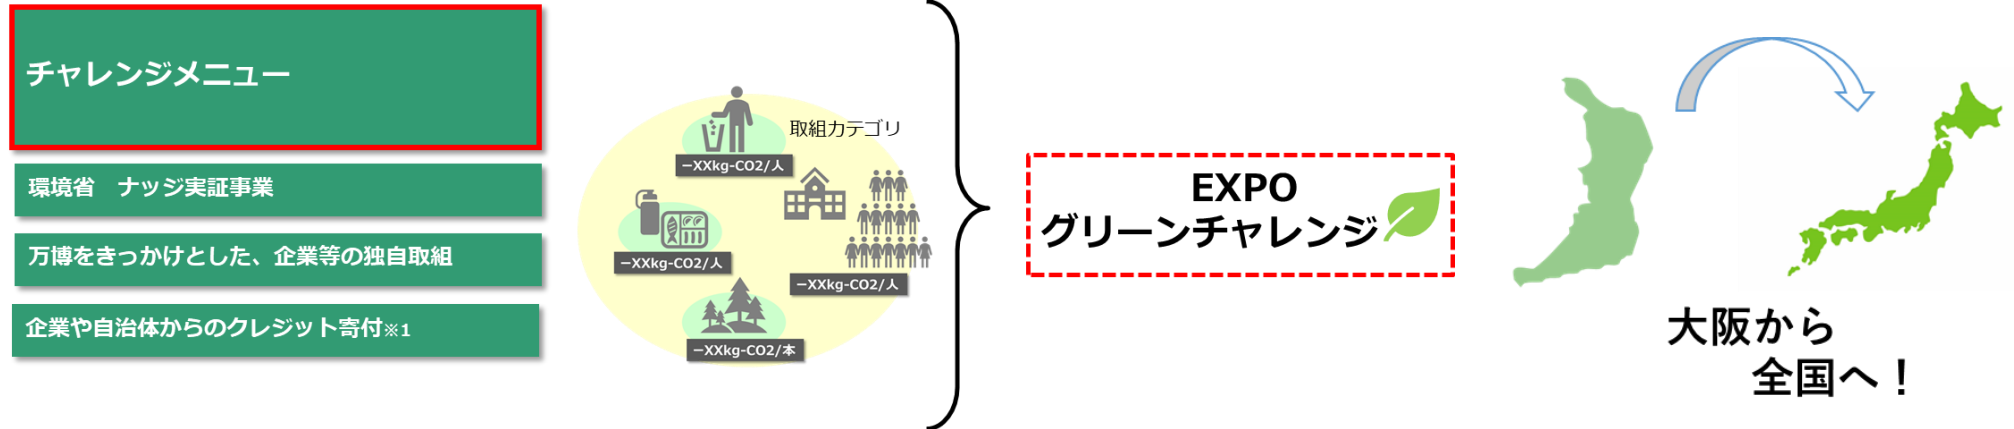 チャレンジメニュー
環境省　ナッジ実証事業
万博をきっかけとした、企業等の独自取組
企業や自治体からのクレジット寄付※1
取組カテゴリ
－XXkg-CO2/人
－XXkg-CO2/人
－XXkg-CO2/人
－XXkg-CO2/本
EXPO
グリーンチャレンジ
大阪から
全国へ！